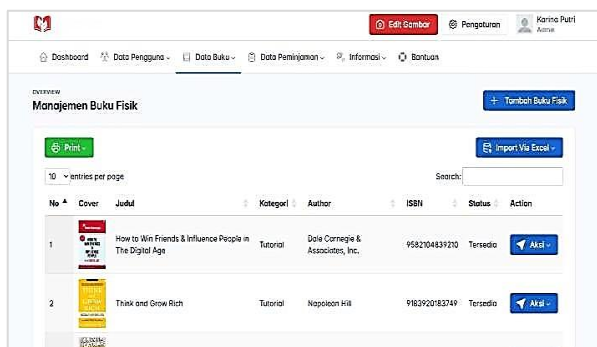 Edit Gambar
Pengaturan
Karina Putri
Dashboard
Data Pengguna
Data Buku
Data Peminjaman
Informasi
Bantuan
OVERVIEW
Manajemen Buku Fisik
+ Tambah Buku Fisik
Print
Import Via Excel
10 entries per page
Search:
No Cover Judul Kategori Author ISBN Status Action
1 How to Win Friends & Influence People in The Digital Age Tutorial Dale Carnegie & Associates, Inc. 9582104839210 Tersedia Aksi
2 Think and Grow Rich Tutorial Napoleon Hill 9183920183749 Tersedia Aksi